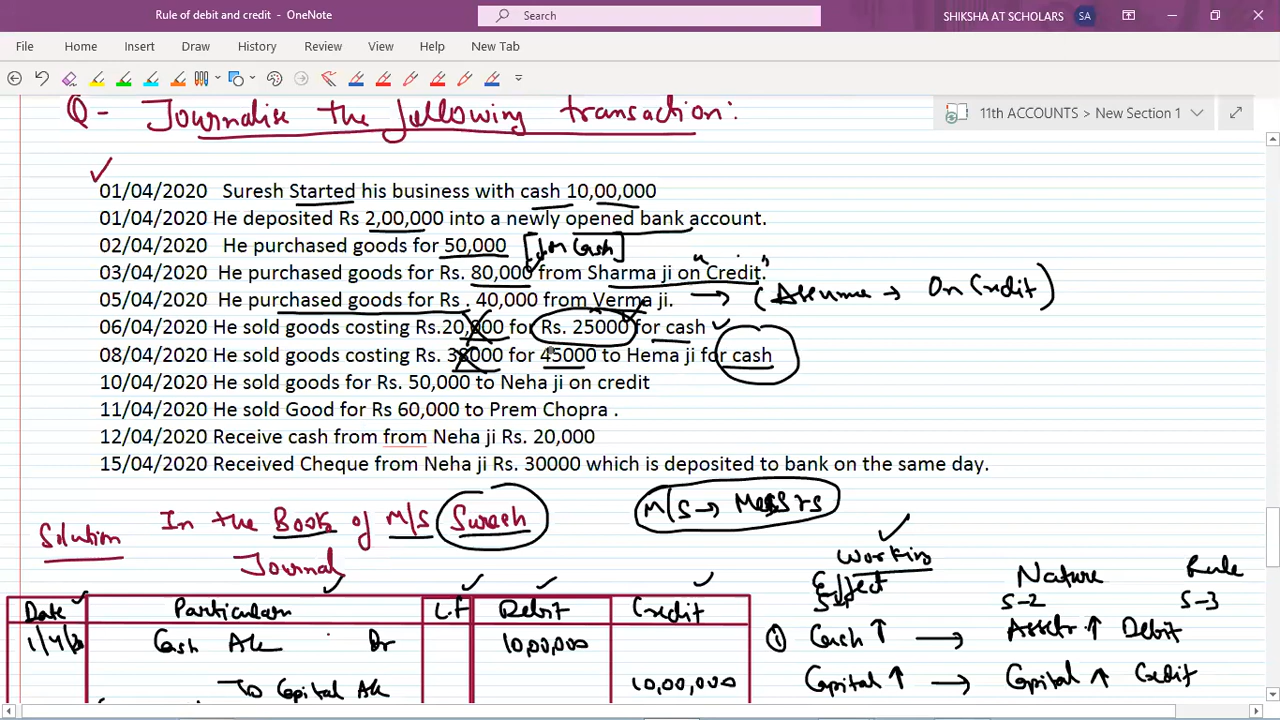 Rule of debit and credit - OneNote
Search
SHIKSHA AT SCHOLARS SA
File Home Insert Draw History Review View Help New Tab
Q- Journalise the following transaction:
11th ACCOUNTS > New Section 1
01/04/2020 Suresh Started his business with cash 10,00,000
01/04/2020 He deposited Rs 2,00,000 into a newly opened bank account.
02/04/2020 He purchased goods for 50,000 [for Cash]
03/04/2020 He purchased goods for Rs. 80,000 from Sharma ji on Credit.
05/04/2020 He purchased goods for Rs . 40,000 from Verma ji. → (Assume → On Credit)
06/04/2020 He sold goods costing Rs.20,000 for Rs. 25000 for cash
08/04/2020 He sold goods costing Rs. 38000 for 45000 to Hema ji for cash
10/04/2020 He sold goods for Rs. 50,000 to Neha ji on credit
11/04/2020 He sold Good for Rs 60,000 to Prem Chopra .
12/04/2020 Receive cash from from Neha ji Rs. 20,000
15/04/2020 Received Cheque from Neha ji Rs. 30000 which is deposited to bank on the same day.
Solution In the Book of M/S Suresh M/S → Messrs
Journal
Working
Effect Nature Rule
S-1 S-2 S-3
Date Particulars L.F Debit Credit
1/4/20 Cash A/c Dr 10,00,000
To Capital A/c 10,00,000
① Cash ↑ → Assets ↑ Debit
Capital ↑ → Capital ↑ Credit